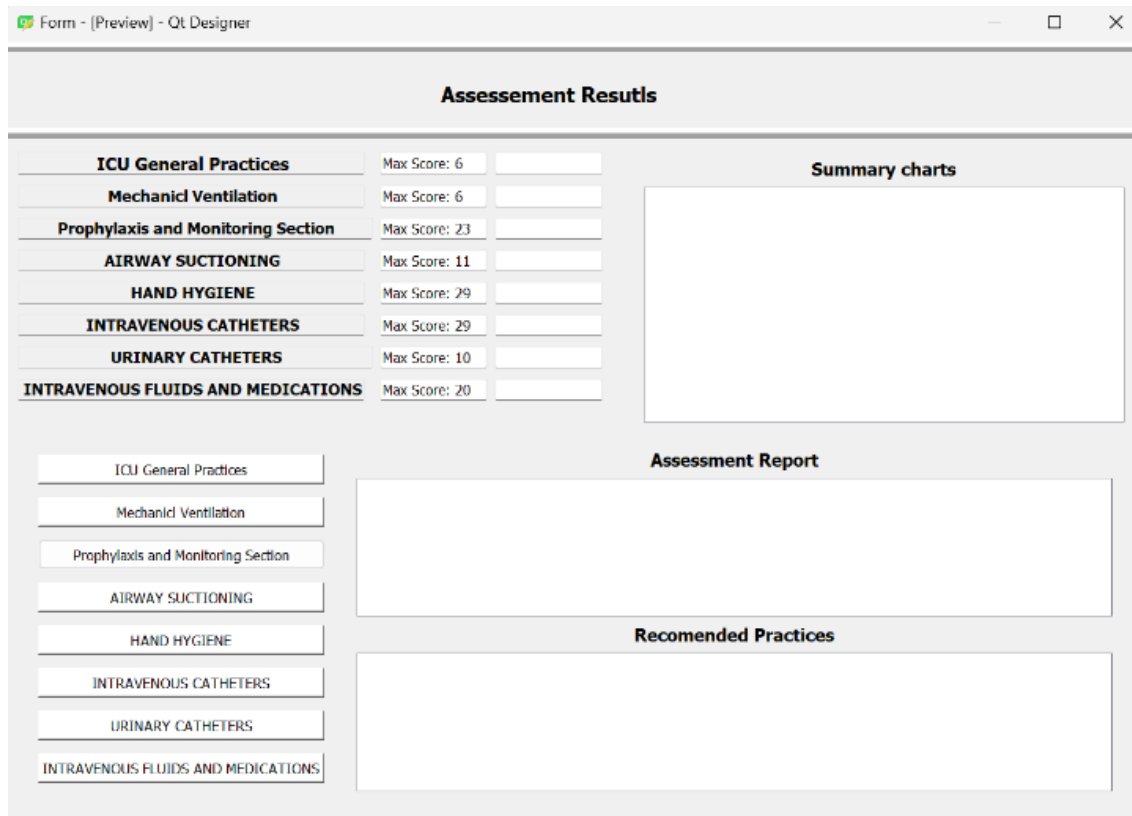 Form - [Preview] - Qt Designer
Assessement Resutls
ICU General Practices Max Score: 6
Mechanicl Ventilation Max Score: 6
Prophylaxis and Monitoring Section Max Score: 23
AIRWAY SUCTIONING Max Score: 11
HAND HYGIENE Max Score: 29
INTRAVENOUS CATHETERS Max Score: 29
URINARY CATHETERS Max Score: 10
INTRAVENOUS FLUIDS AND MEDICATIONS Max Score: 20
Summary charts
ICU General Practices
Mechanicl Ventilation
Prophylaxis and Monitoring Section
AIRWAY SUCTIONING
HAND HYGIENE
INTRAVENOUS CATHETERS
URINARY CATHETERS
INTRAVENOUS FLUIDS AND MEDICATIONS
Assessment Report
Recomended Practices